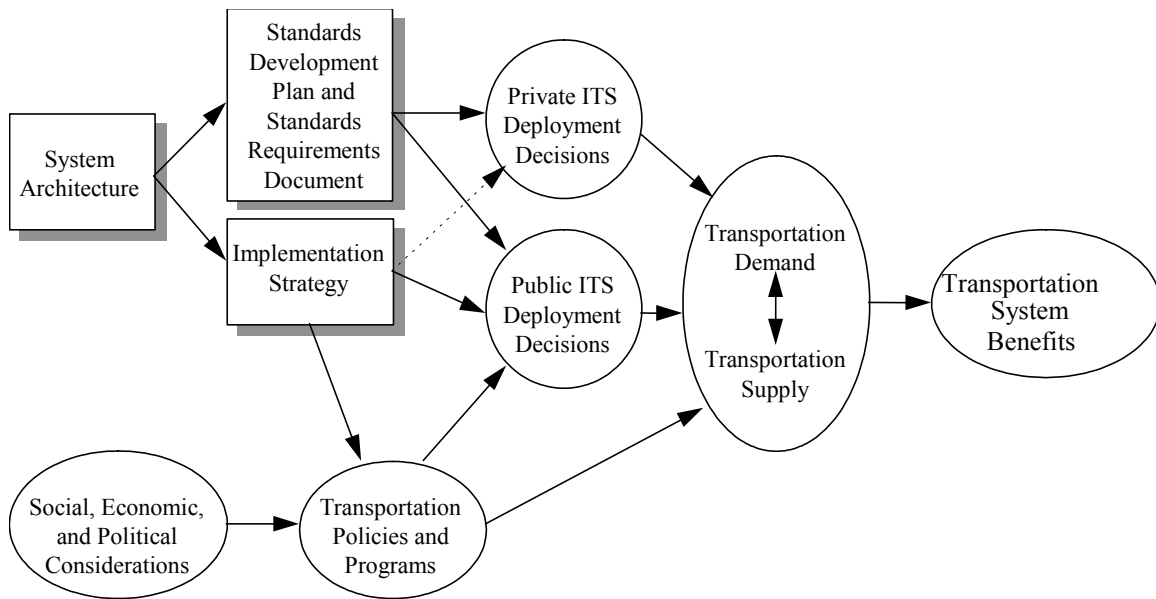 System
Architecture
Standards
Development
Plan and
Standards
Requirements
Document
Implementation
Strategy
Private ITS
Deployment
Decisions
Public ITS
Deployment
Decisions
Transportation
Demand
Transportation
Supply
Transportation
System
Benefits
Social, Economic,
and Political
Considerations
Transportation
Policies and
Programs